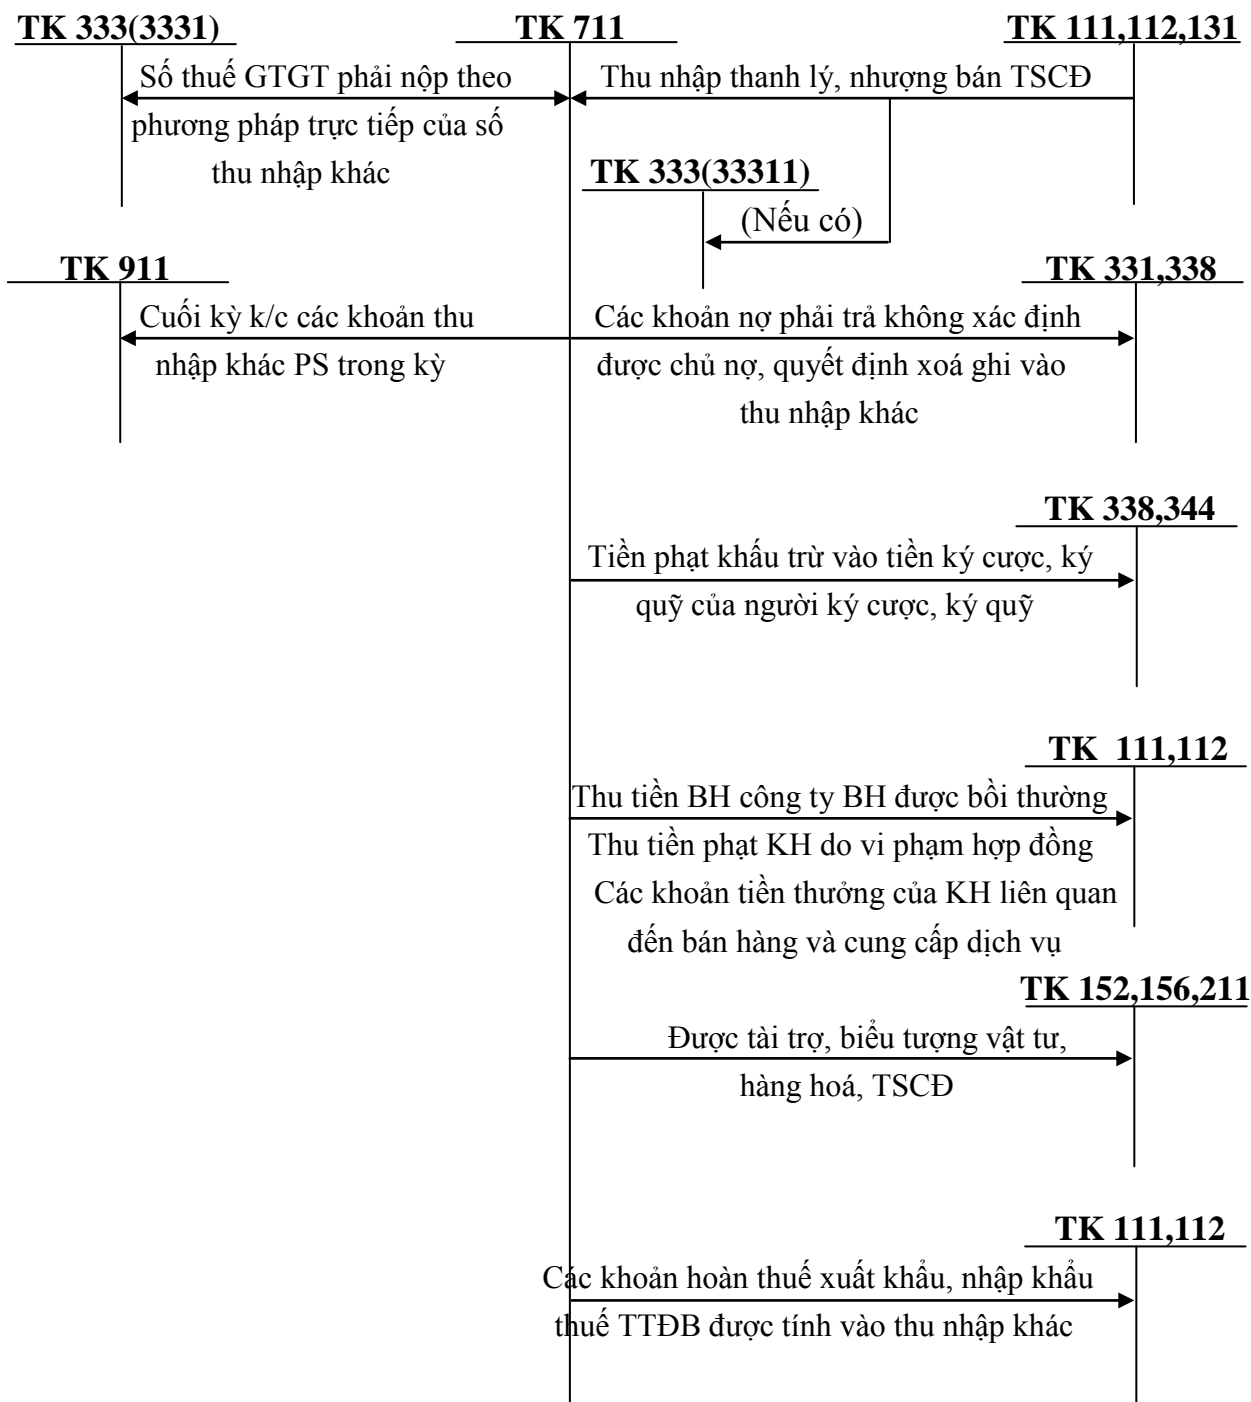 TK 333(3331)
TK 711
TK 111,112,131
Số thuế GTGT phải nộp theo
phương pháp trực tiếp của số
thu nhập khác
Thu nhập thanh lý, nhượng bán TSCĐ
TK 333(33311)
(Nếu có)
TK 911
Cuối kỳ k/c các khoản thu
nhập khác PS trong kỳ
TK 331,338
Các khoản nợ phải trả không xác định
được chủ nợ, quyết định xoá ghi vào
thu nhập khác
TK 338,344
Tiền phạt khấu trừ vào tiền ký cược, ký
quỹ của người ký cược, ký quỹ
TK 111,112
Thu tiền BH công ty BH được bồi thường
Thu tiền phạt KH do vi phạm hợp đồng
Các khoản tiền thưởng của KH liên quan
đến bán hàng và cung cấp dịch vụ
TK 152,156,211
Được tài trợ, biểu tượng vật tư,
hàng hoá, TSCĐ
TK 111,112
Các khoản hoàn thuế xuất khẩu, nhập khẩu
thuế TTĐB được tính vào thu nhập khác